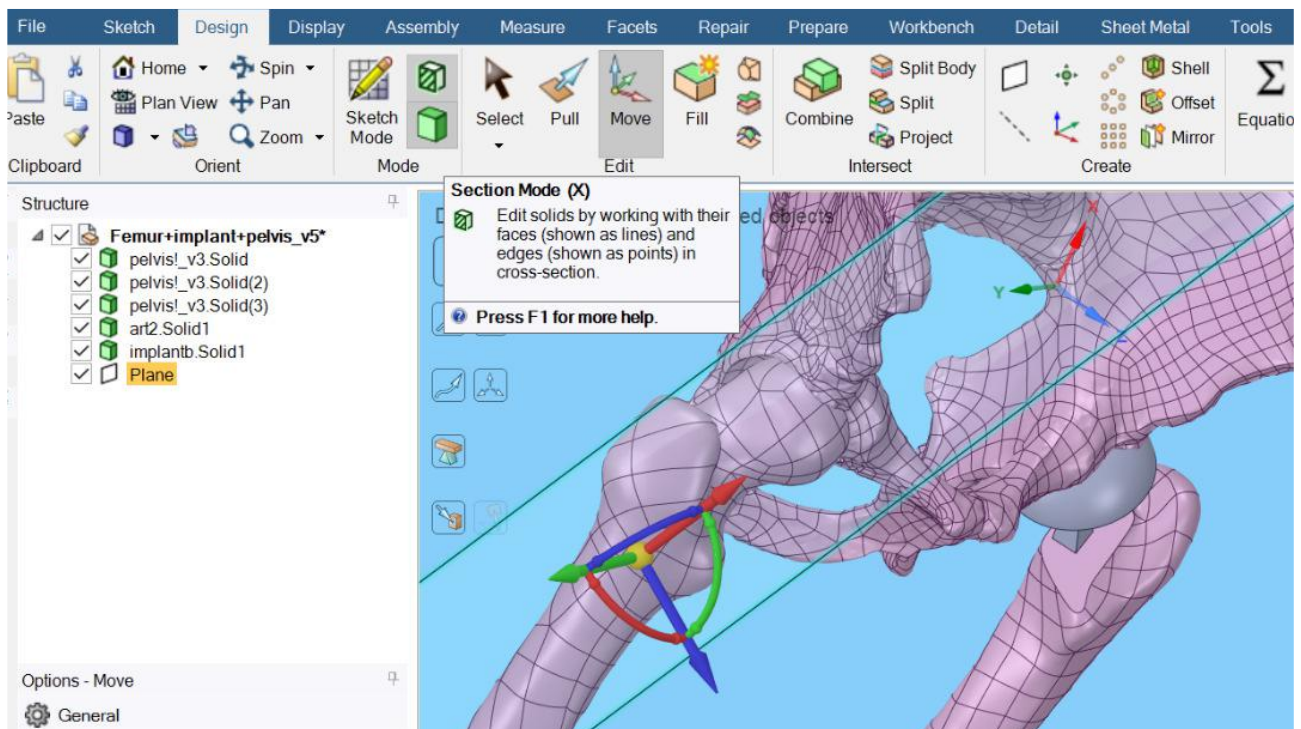 File Sketch Design Display Assembly Measure Facets Repair Prepare Workbench Detail Sheet Metal Tools
Home Spin Split Body Shell
Plan View Pan Split Offset
Paste Zoom Sketch Mode Select Pull Move Fill Combine Project Mirror Equatio
Clipboard Orient Mode Edit Intersect Create
Structure
Section Mode (X)
Edit solids by working with their
faces (shown as lines) and
edges (shown as points) in
cross-section.
Press F1 for more help.
ed objects
Femur+implant+pelvis_v5*
pelvis!_v3.Solid
pelvis!_v3.Solid(2)
pelvis!_v3.Solid(3)
art2.Solid1
implantb.Solid1
Plane
X
Y
Z
Options - Move
General